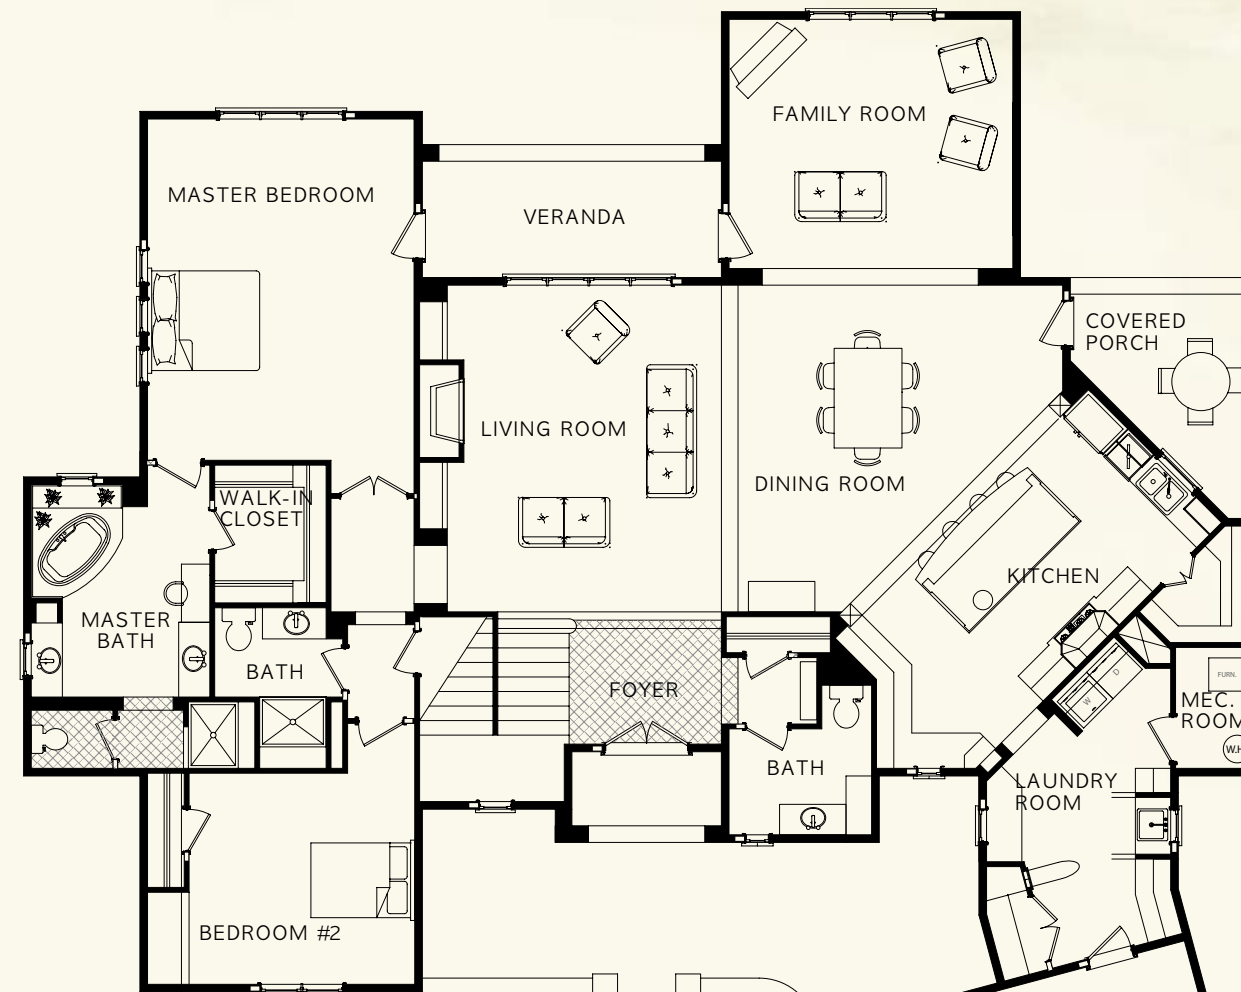 FAMILY ROOM
MASTER BEDROOM
VERANDA
COVERED
PORCH
LIVING ROOM
DINING ROOM
WALK-IN
CLOSET
KITCHEN
MASTER
BATH
BATH
FOYER
D
W
FURN.
MEC.
ROOM
W.H
BATH
LAUNDRY
ROOM
BEDROOM #2